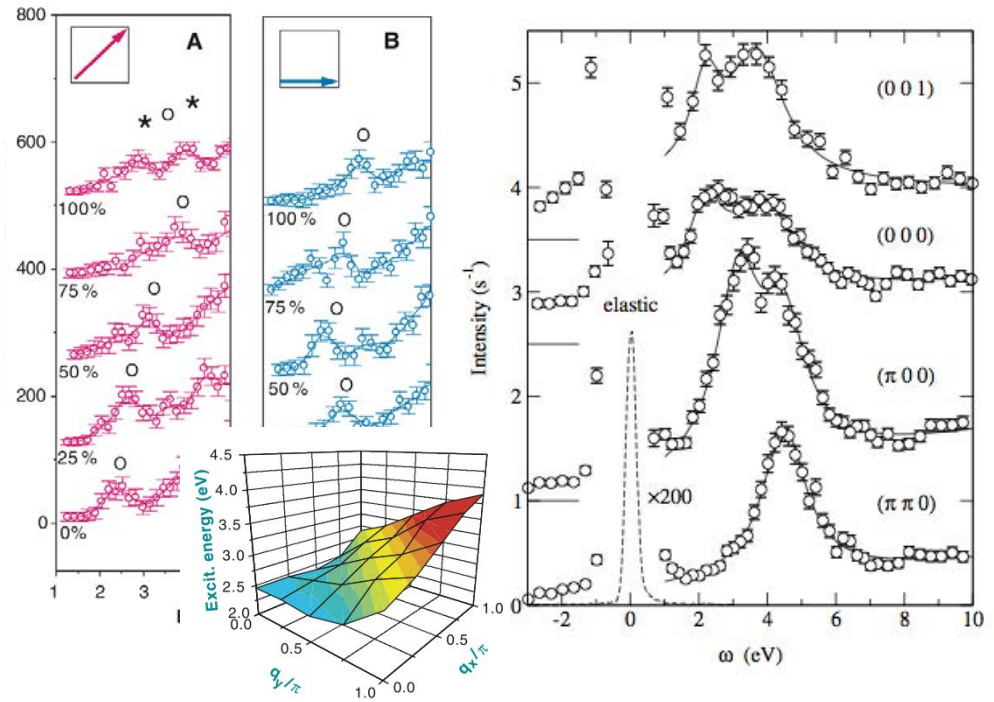 800
600
400
200
0
1
2
3
A
*
O
*
100%
O
75 %
O
50 %
O
25 %
O
0%
B
O
100 %
O
75 %
O
50 %
O
Excit. energy (eV)
4.5
4.0
3.5
3.0
2.5
2.0
0.0
0.5
1.0
qy/π
0.0
0.5
1.0
qx/π
Intensity (s⁻¹)
5
4
3
2
1
0
(0 0 1)
(0 0 0)
elastic
(π 0 0)
×200
(π π 0)
-2
0
2
4
6
8
10
ω (eV)